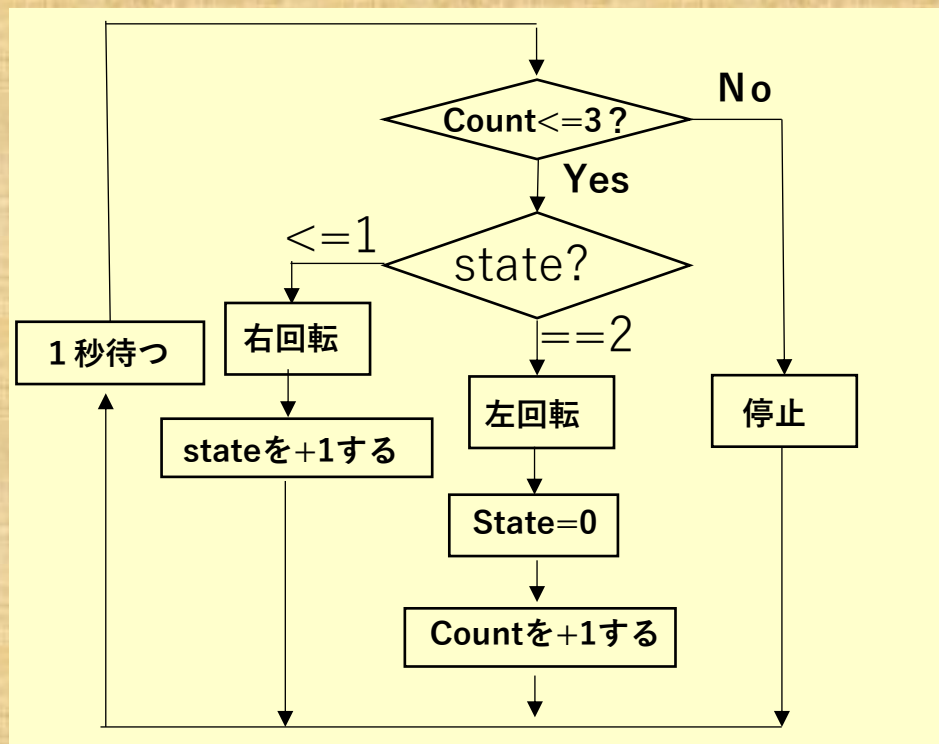 Count<=3？
No
Yes
<=1
state?
==2
１秒待つ
右回転
stateを+1する
左回転
停止
State=0
Countを+1する